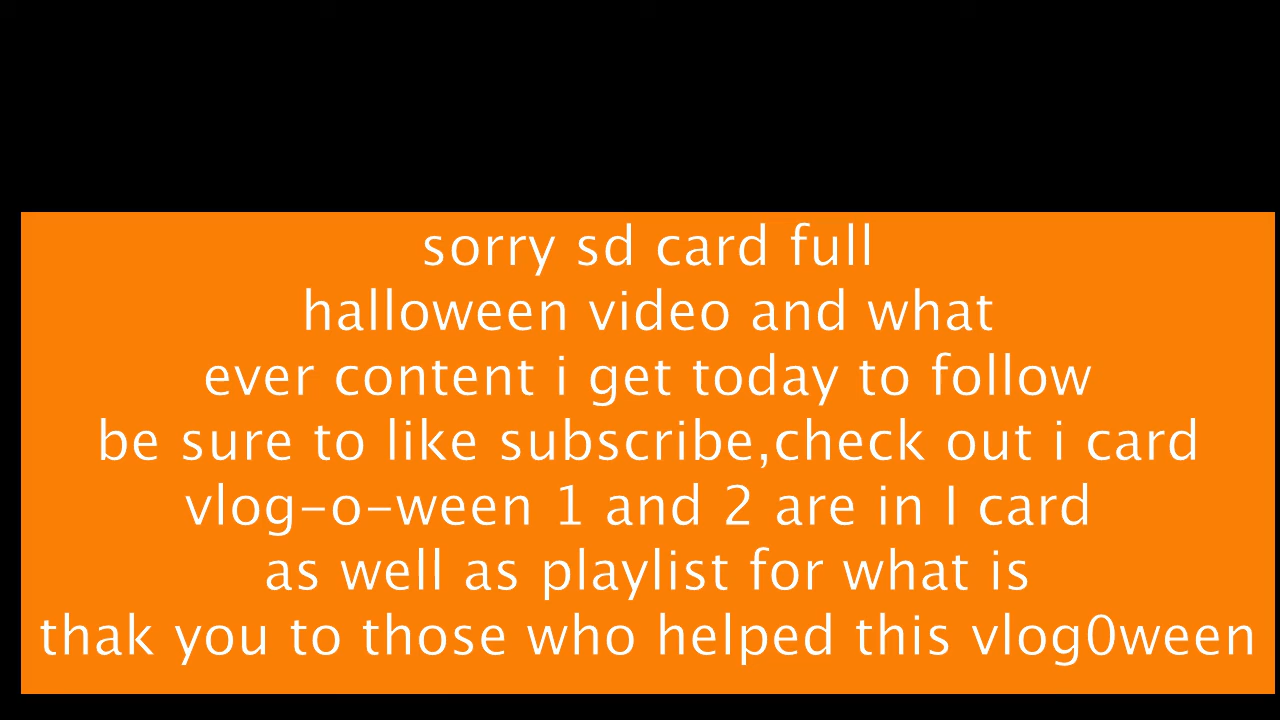 sorry sd card full
halloween video and what
ever content i get today to follow
be sure to like subscribe,check out i card
vlog-o-ween 1 and 2 are in I card
as well as playlist for what is
thak you to those who helped this vlog0ween